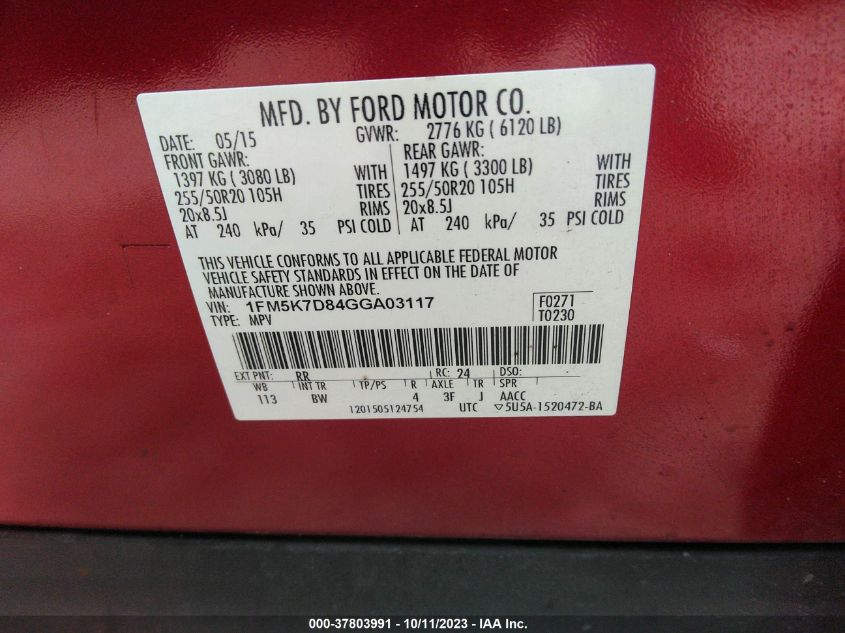 MFD. BY FORD MOTOR CO.
DATE: 05/15 GVWR: 2776 KG ( 6120 LB)
FRONT GAWR: REAR GAWR:
1397 KG ( 3080 LB) WITH 1497 KG ( 3300 LB) WITH
255/50R20 105H TIRES 255/50R20 105H TIRES
20x8.5J RIMS 20x8.5J RIMS
AT 240 kPa/ 35 PSI COLD AT 240 kPa/ 35 PSI COLD
THIS VEHICLE CONFORMS TO ALL APPLICABLE FEDERAL MOTOR
VEHICLE SAFETY STANDARDS IN EFFECT ON THE DATE OF
MANUFACTURE SHOWN ABOVE.
VIN: 1FM5K7D84GGA03117 F0271
TYPE: MPV T0230
EXT PNT: RR RC: 24 DSO:
WB INT TR TP/PS R AXLE TR SPR
113 BW 4 3F J AACC
1201505124754 UTC ▽5U5A-1520472-BA
000-37803991 - 10/11/2023 - IAA Inc.